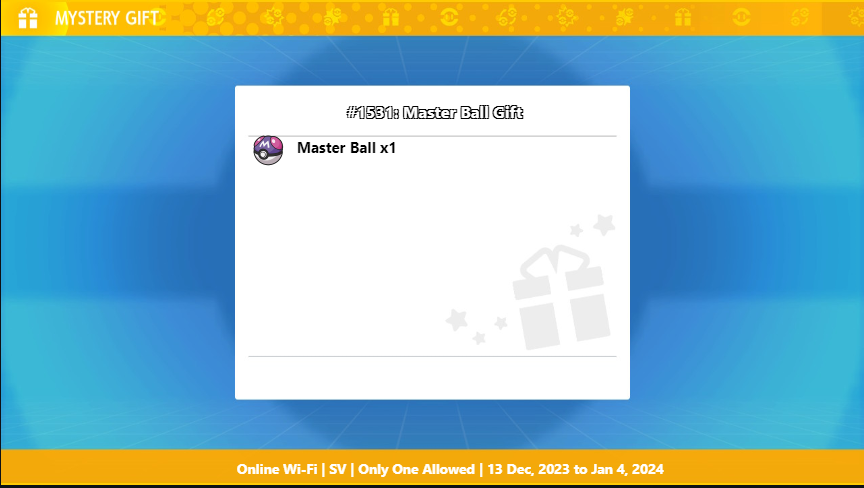 MYSTERY GIFT
#1531: Master Ball Gift
Master Ball x1
Online Wi-Fi | SV | Only One Allowed | 13 Dec, 2023 to Jan 4, 2024